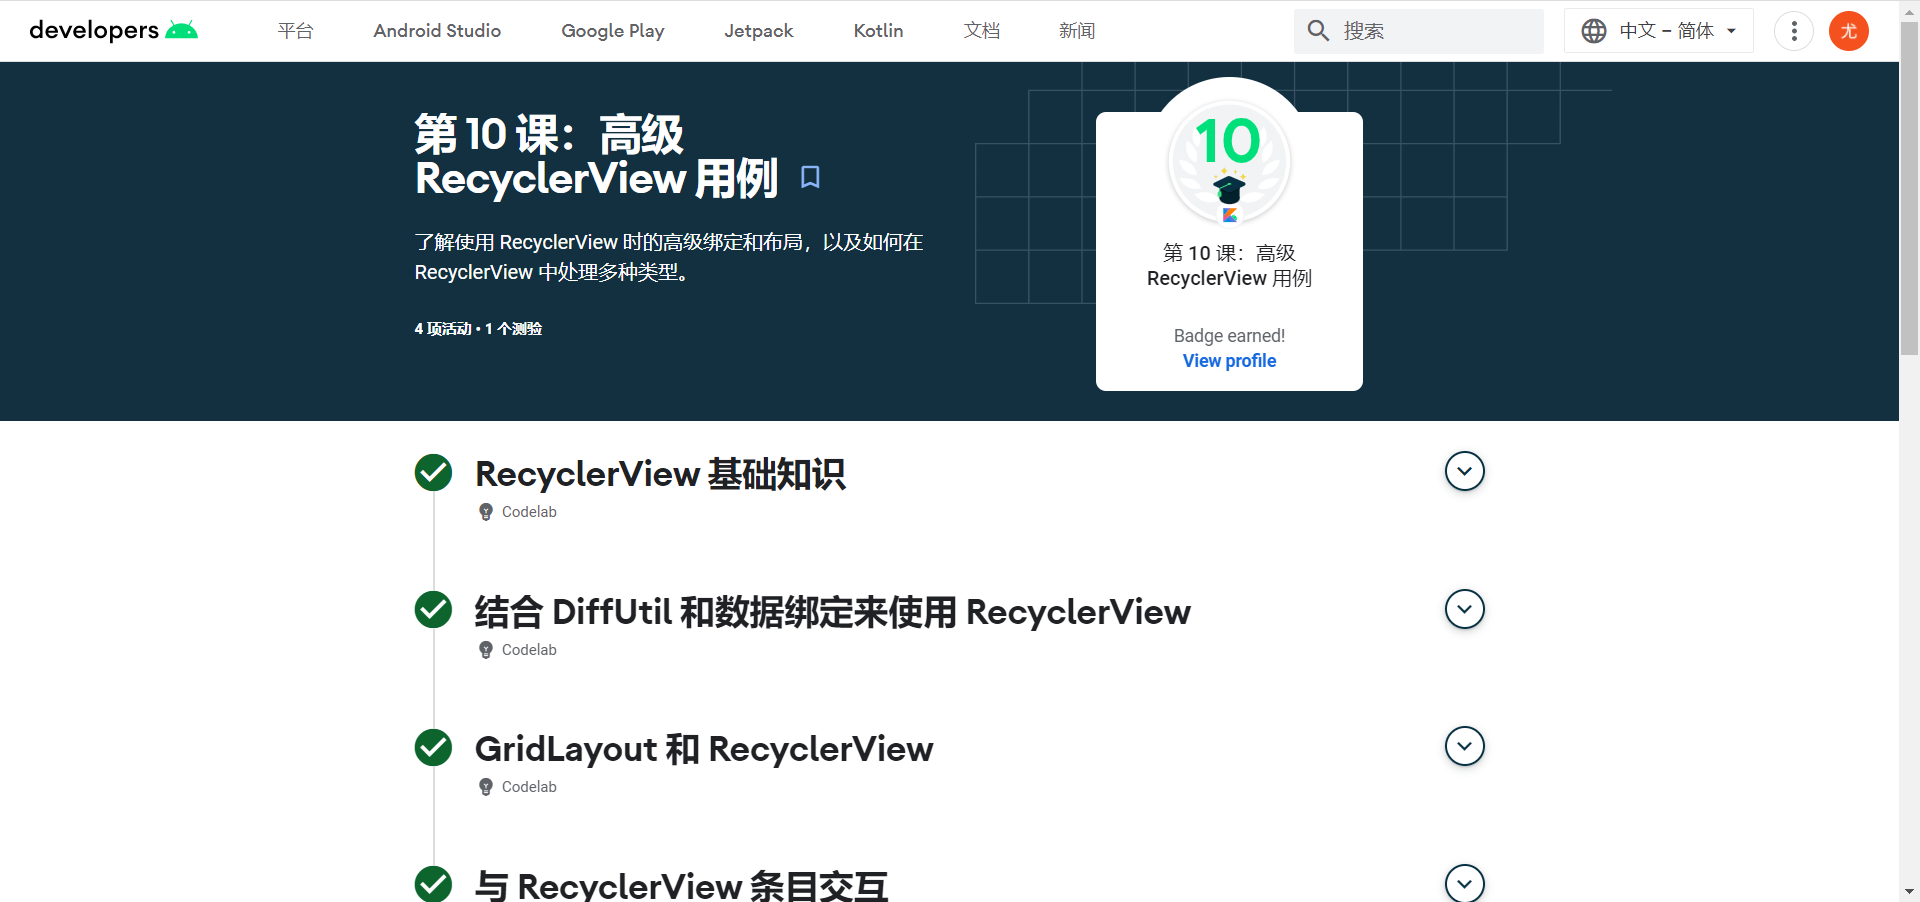 developers
平台
Android Studio
Google Play
Jetpack
Kotlin
文档
新闻
搜索
中文 – 简体
尤
第 10 课：高级
RecyclerView 用例
了解使用 RecyclerView 时的高级绑定和布局，以及如何在
RecyclerView 中处理多种类型。
4 项活动 • 1 个测验
10
第 10 课：高级
RecyclerView 用例
Badge earned!
View profile
RecyclerView 基础知识
Codelab
结合 DiffUtil 和数据绑定来使用 RecyclerView
Codelab
GridLayout 和 RecyclerView
Codelab
与 RecyclerView 条目交互